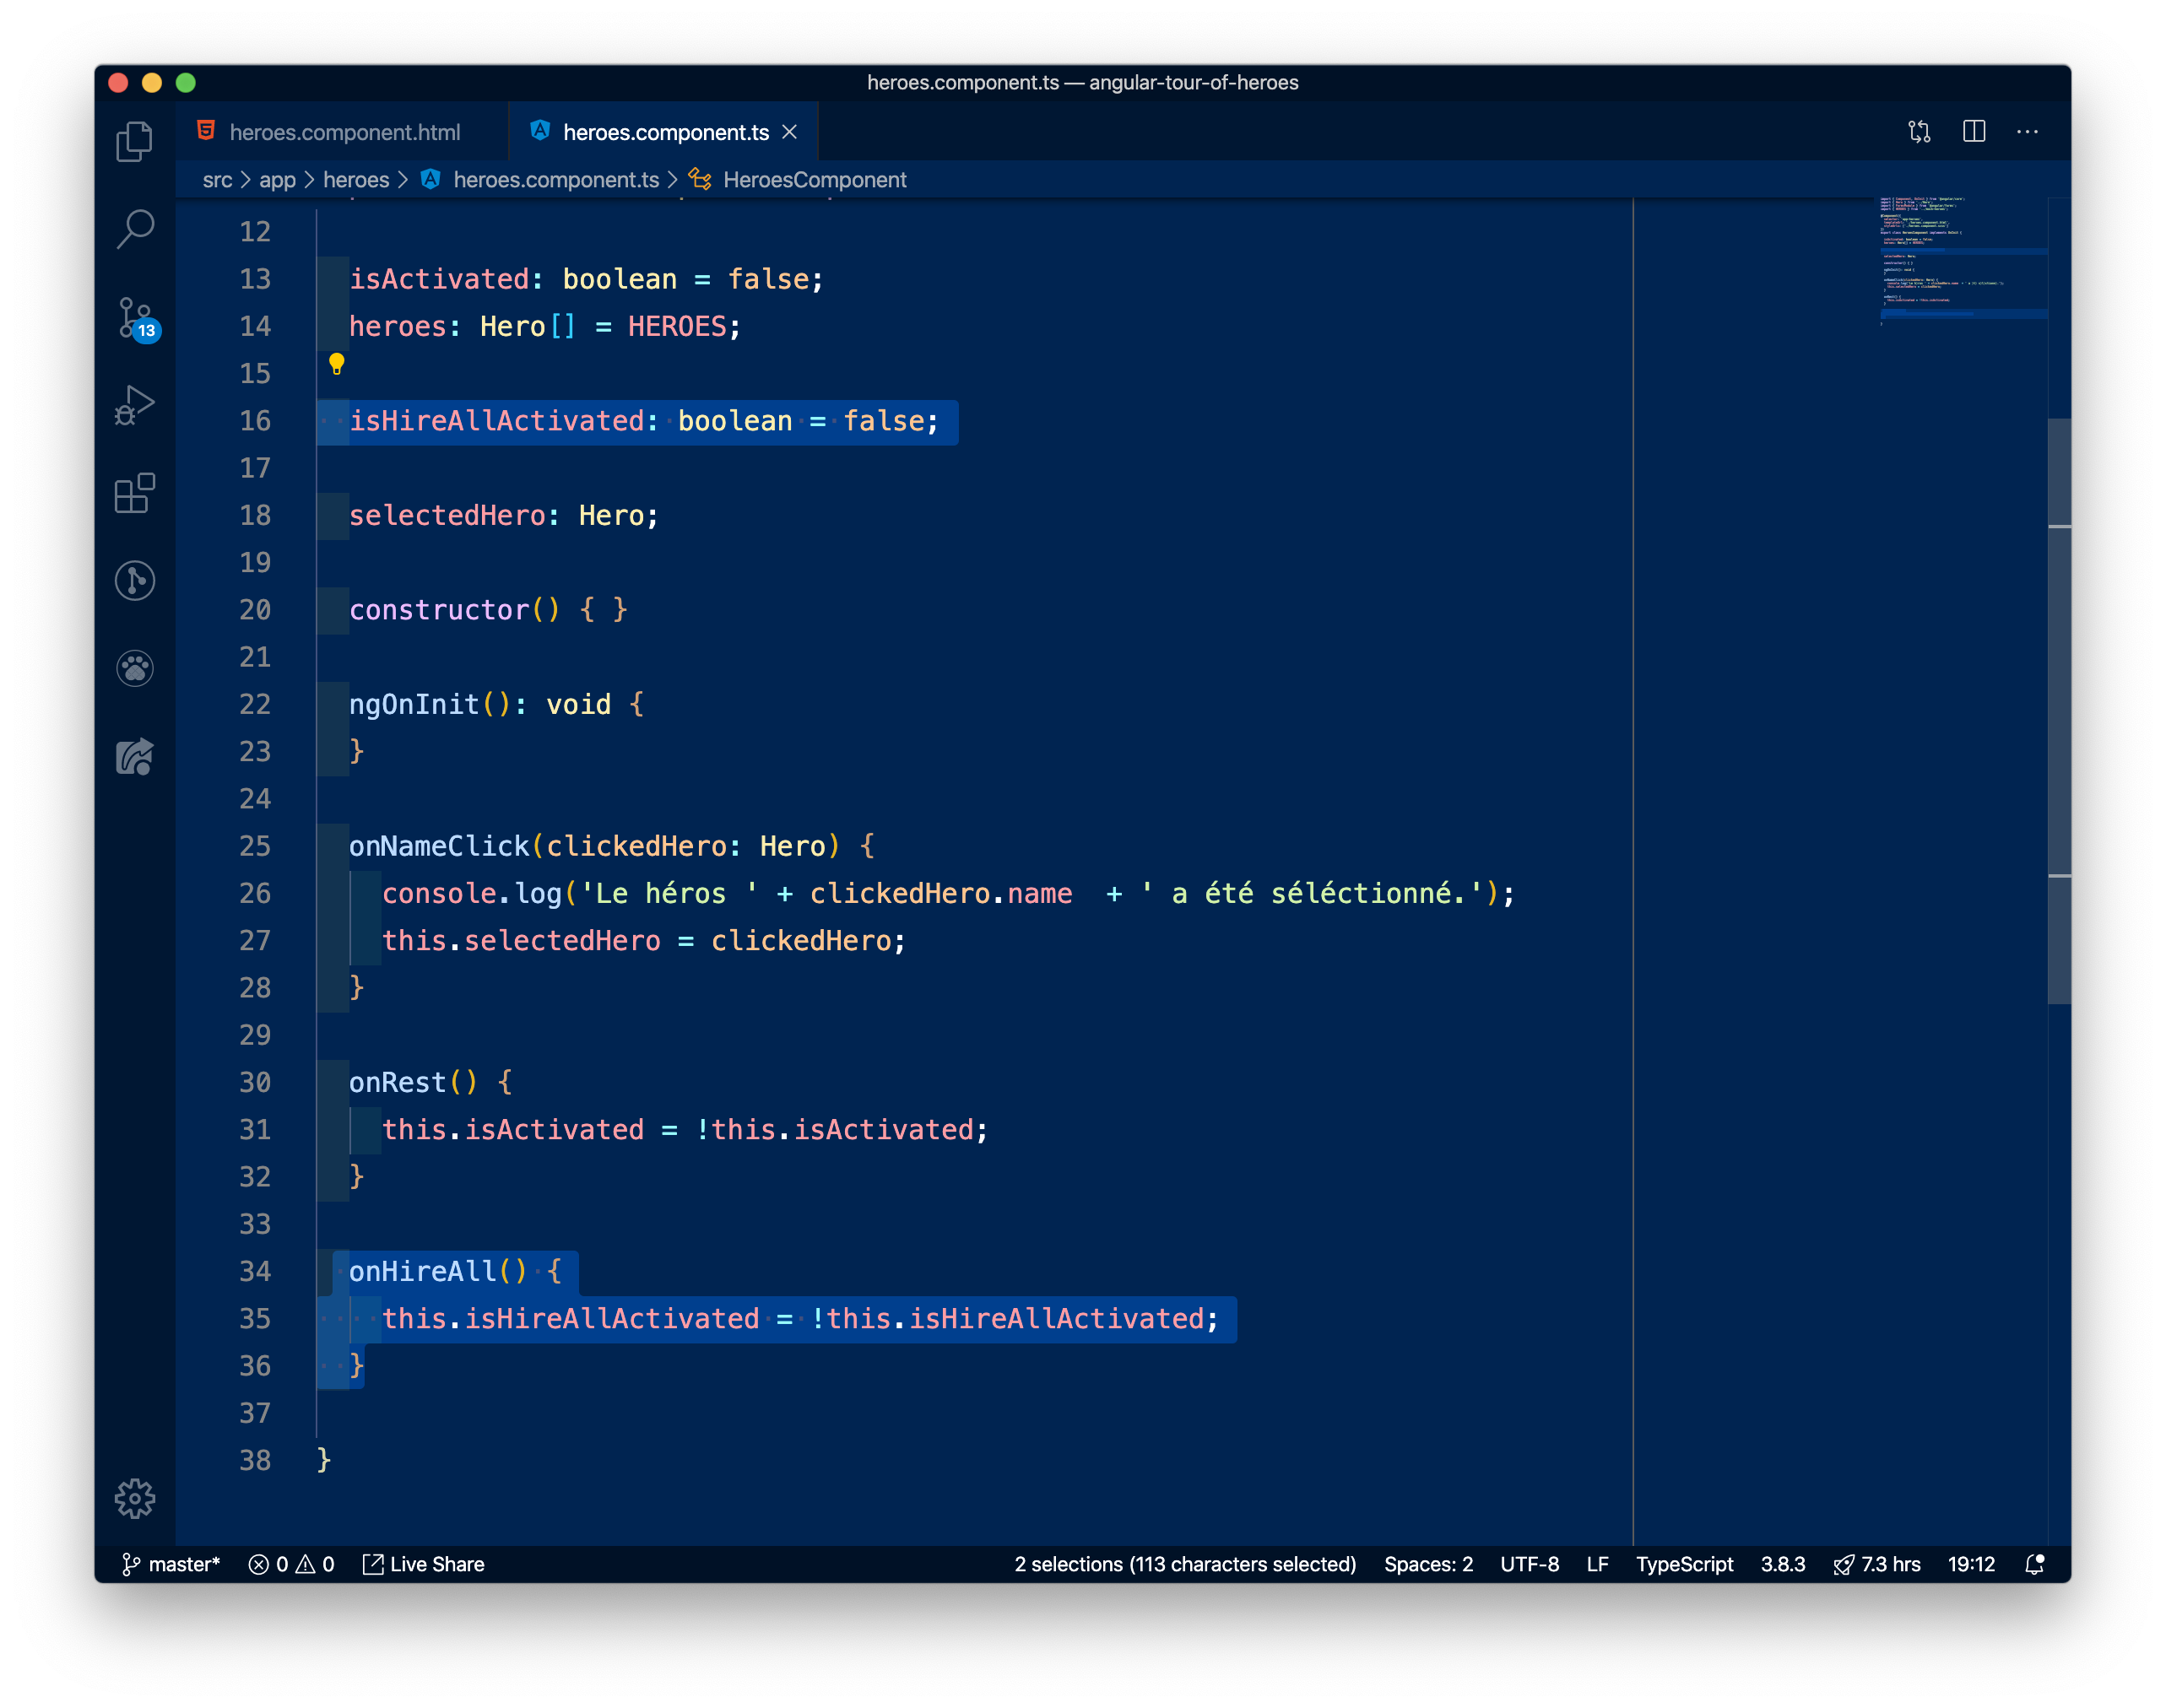 heroes.component.ts — angular-tour-of-heroes
heroes.component.html
heroes.component.ts
src > app > heroes > heroes.component.ts > HeroesComponent
12
13 isActivated: boolean = false;
14 heroes: Hero[] = HEROES;
15
16 isHireAllActivated: boolean = false;
17
18 selectedHero: Hero;
19
20 constructor() { }
21
22 ngOnInit(): void {
23 }
24
25 onNameClick(clickedHero: Hero) {
26 console.log('Le héros ' + clickedHero.name  + ' a été séléctionné.');
27 this.selectedHero = clickedHero;
28 }
29
30 onRest() {
31 this.isActivated = !this.isActivated;
32 }
33
34 onHireAll() {
35 this.isHireAllActivated = !this.isHireAllActivated;
36 }
37
38 }
13
master* 0 0 Live Share 2 selections (113 characters selected) Spaces: 2 UTF-8 LF TypeScript 3.8.3 7.3 hrs 19:12